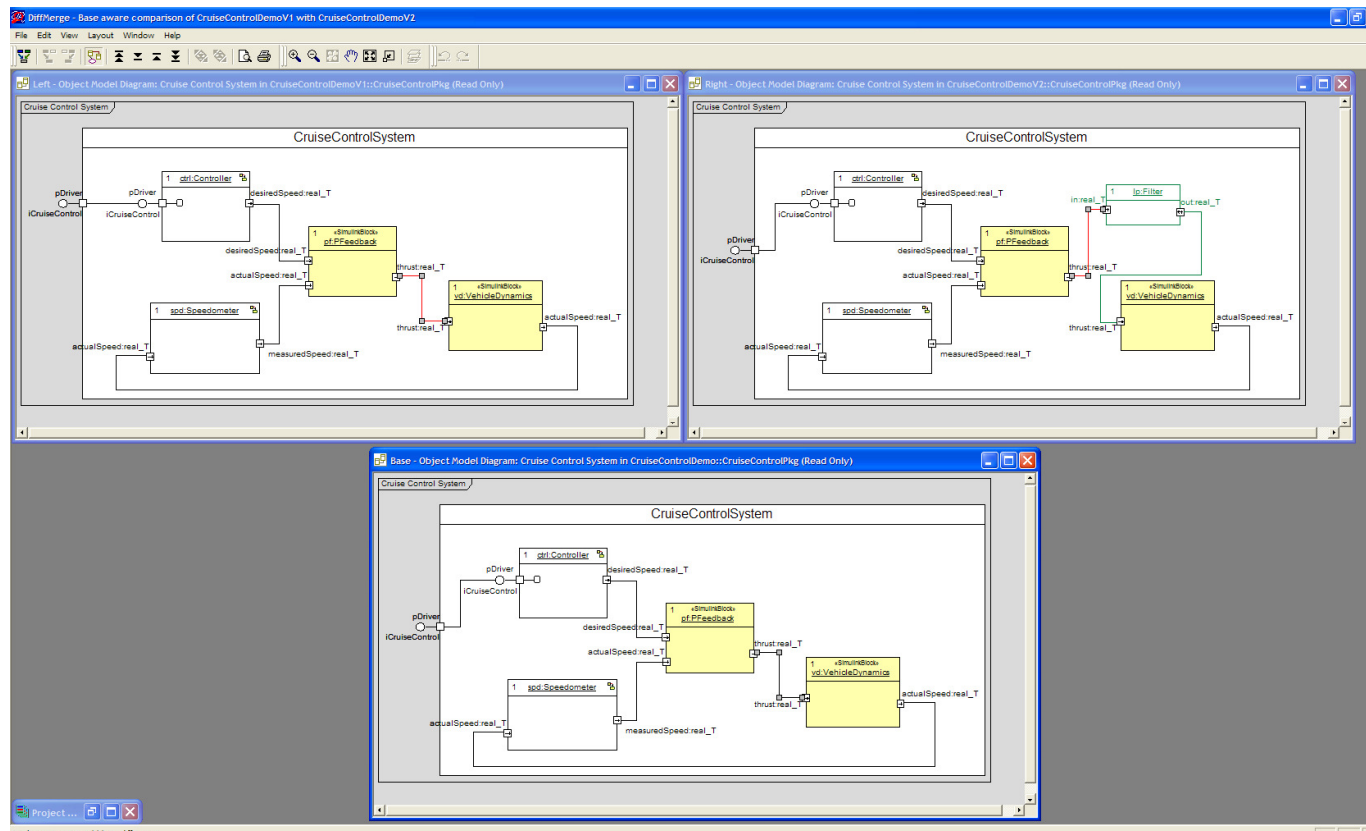 DiffMerge - Base aware comparison of CruiseControlDemoV1 with CruiseControlDemoV2
File Edit View Layout Window Help
Left - Object Model Diagram: Cruise Control System in CruiseControlDemoV1::CruiseControlPkg (Read Only)
Cruise Control System
CruiseControlSystem
1 ctrl:Controller
pDriver
pDriver
desiredSpeed:real_T
iCruiseControl
iCruiseControl
1 «SimulinkBlock»
pf:PFeedback
desiredSpeed:real_T
actualSpeed:real_T
thrust:real_T
1 «SimulinkBlock»
vd:VehicleDynamics
1 spd:Speedometer
thrust:real_T
actualSpeed:real_T
actualSpeed:real_T
measuredSpeed:real_T
Right - Object Model Diagram: Cruise Control System in CruiseControlDemoV2::CruiseControlPkg (Read Only)
Cruise Control System
CruiseControlSystem
1 ctrl:Controller
pDriver
desiredSpeed:real_T
iCruiseControl
1 lp:Filter
in:real_T
out:real_T
1 «SimulinkBlock»
pf:PFeedback
pDriver
iCruiseControl
desiredSpeed:real_T
actualSpeed:real_T
thrust:real_T
1 «SimulinkBlock»
vd:VehicleDynamics
1 spd:Speedometer
thrust:real_T
actualSpeed:real_T
actualSpeed:real_T
measuredSpeed:real_T
Base - Object Model Diagram: Cruise Control System in CruiseControlDemo::CruiseControlPkg (Read Only)
Cruise Control System
CruiseControlSystem
1 ctrl:Controller
pDriver
desiredSpeed:real_T
iCruiseControl
1 «SimulinkBlock»
pf:PFeedback
pDriver
iCruiseControl
desiredSpeed:real_T
actualSpeed:real_T
thrust:real_T
1 «SimulinkBlock»
vd:VehicleDynamics
1 spd:Speedometer
thrust:real_T
actualSpeed:real_T
actualSpeed:real_T
measuredSpeed:real_T
Project ...